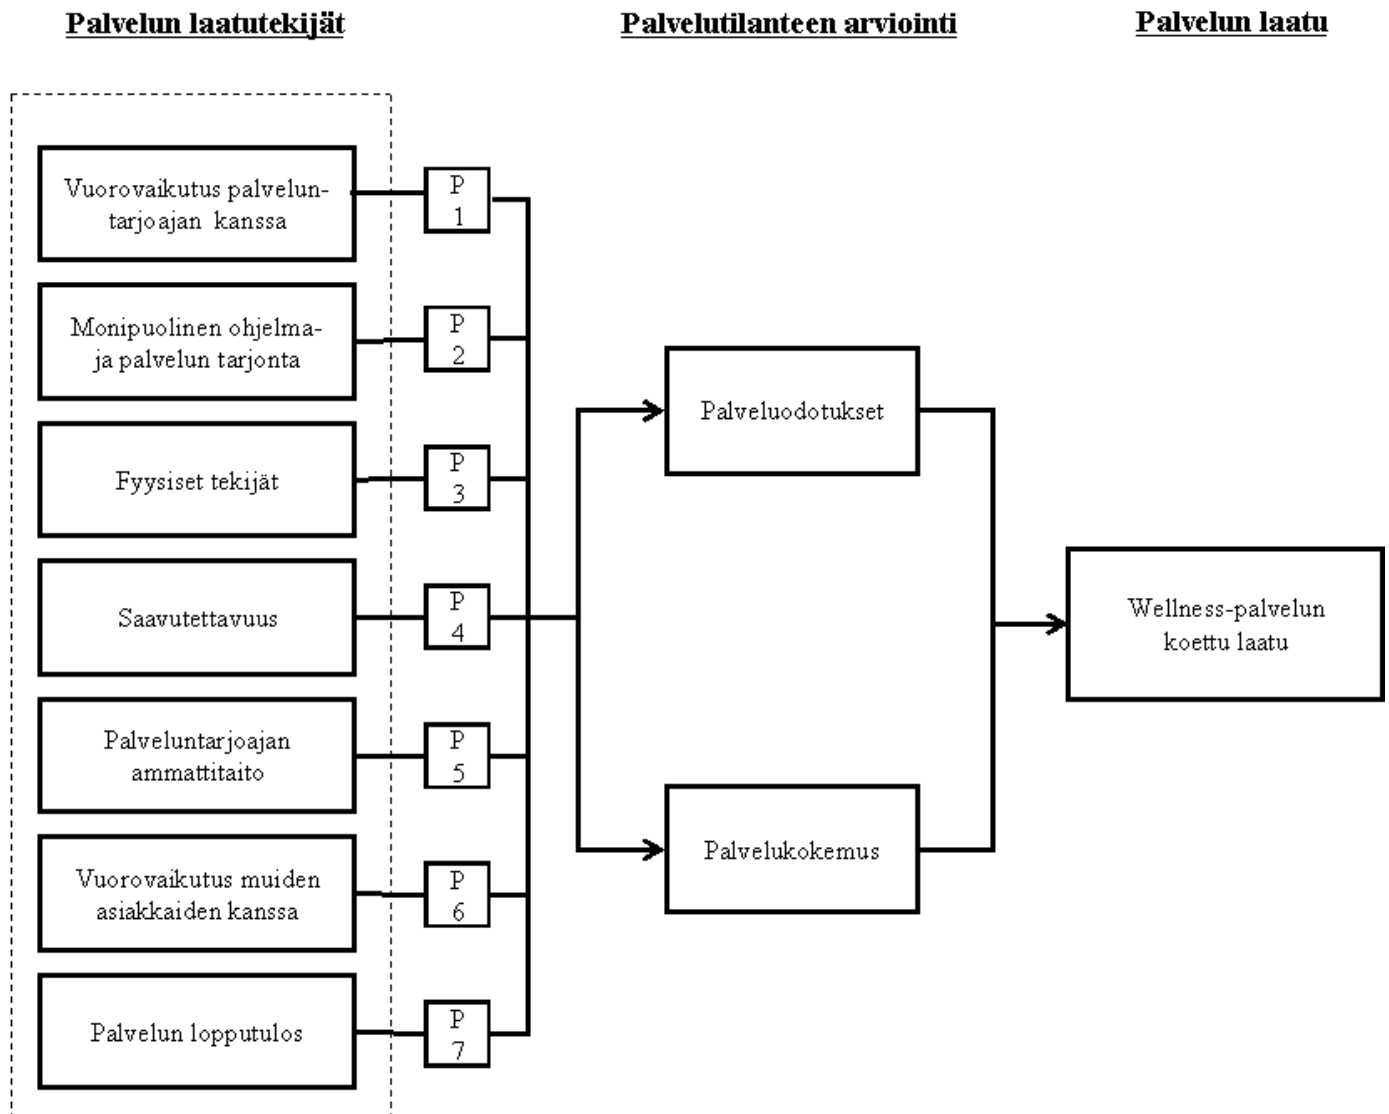 Palvelun laatutekijät
Palvelutilanteen arviointi
Palvelun laatu
Vuorovaikutus palvelun-
tarjoajan kanssa
P
1
Monipuolinen ohjelma-
ja palvelun tarjonta
P
2
Fyysiset tekijät
P
3
Saavutettavuus
P
4
Palveluntarjoajan
ammattitaito
P
5
Vuorovaikutus muiden
asiakkaiden kanssa
P
6
Palvelun lopputulos
P
7
Palveluodotukset
Palvelukokemus
Wellness-palvelun
koettu laatu